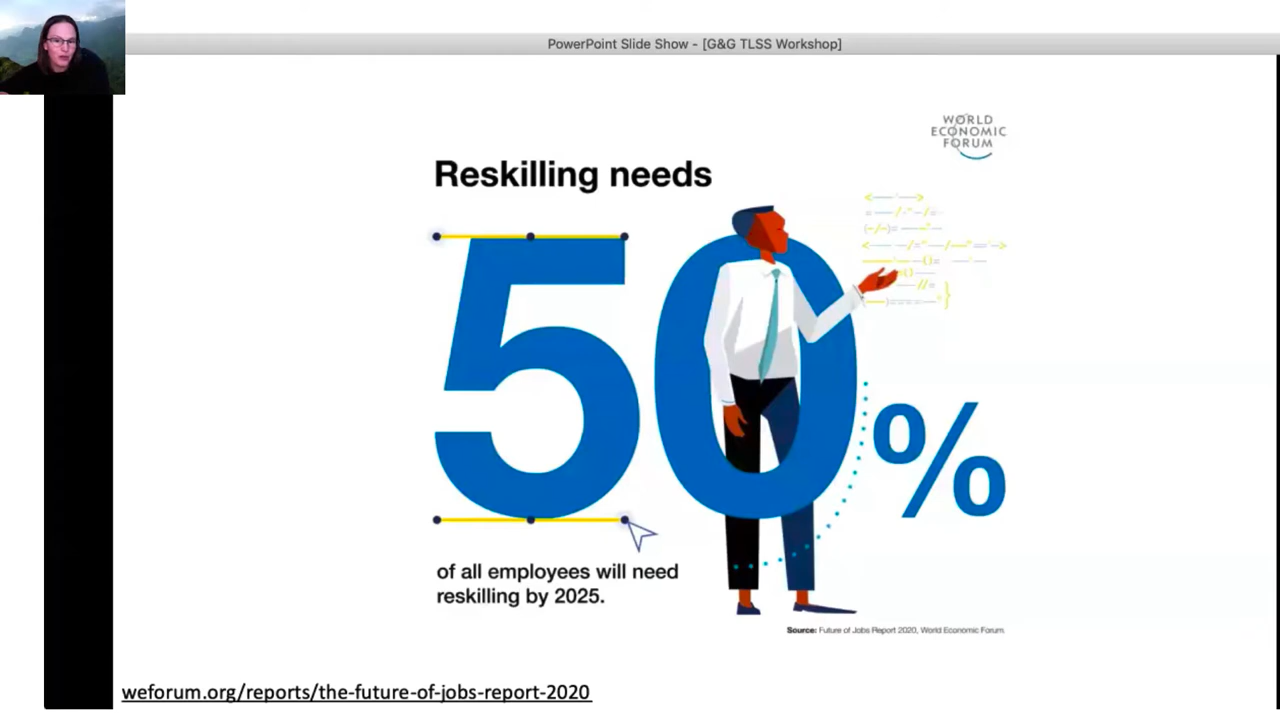 PowerPoint Slide Show - [G&G TLSS Workshop]
WORLD
ECONOMIC
FORUM
Reskilling needs
50%
of all employees will need
reskilling by 2025.
Source: Future of Jobs Report 2020, World Economic Forum.
weforum.org/reports/the-future-of-jobs-report-2020